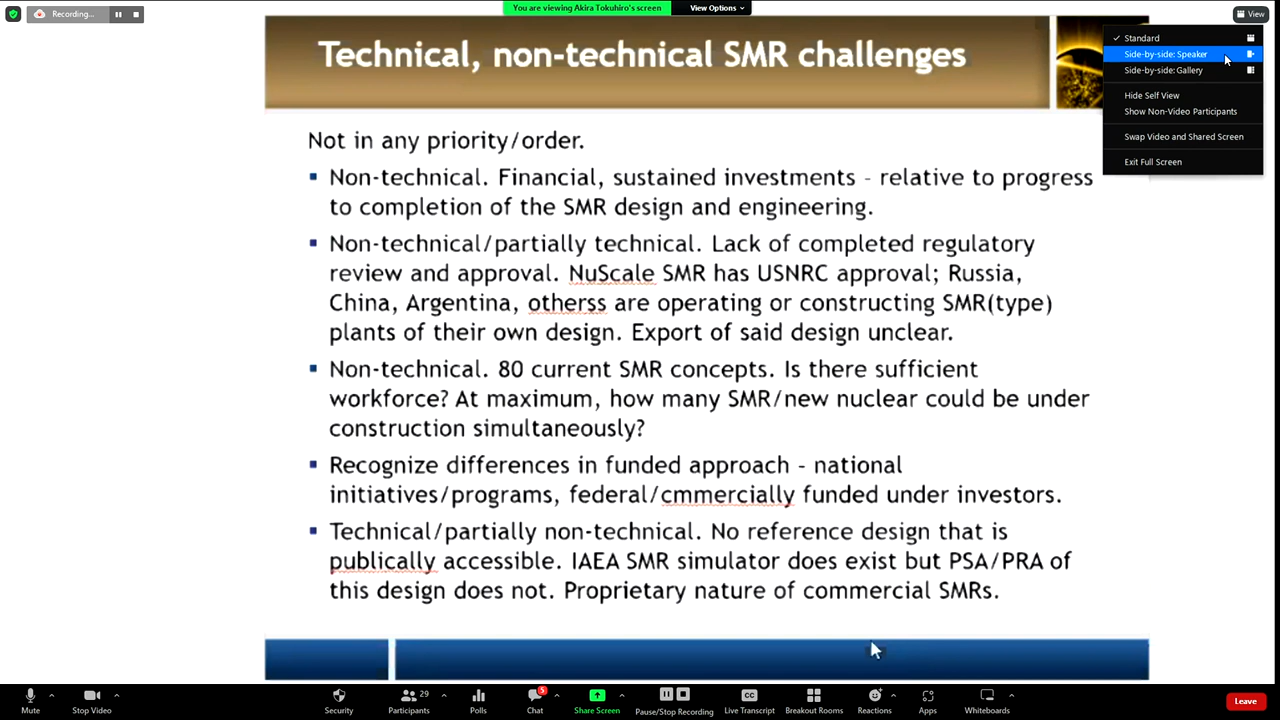 Recording...
You are viewing Akira Tokuhiro's screen
View Options
View
Standard
Side-by-side: Speaker
Side-by-side: Gallery
Hide Self View
Show Non-Video Participants
Swap Video and Shared Screen
Exit Full Screen
Technical, non-technical SMR challenges
Not in any priority/order.
▪ Non-technical. Financial, sustained investments - relative to progress
to completion of the SMR design and engineering.
▪ Non-technical/partially technical. Lack of completed regulatory
review and approval. NuScale SMR has USNRC approval; Russia,
China, Argentina, otherss are operating or constructing SMR(type)
plants of their own design. Export of said design unclear.
▪ Non-technical. 80 current SMR concepts. Is there sufficient
workforce? At maximum, how many SMR/new nuclear could be under
construction simultaneously?
▪ Recognize differences in funded approach - national
initiatives/programs, federal/cmmercially funded under investors.
▪ Technical/partially non-technical. No reference design that is
publically accessible. IAEA SMR simulator does exist but PSA/PRA of
this design does not. Proprietary nature of commercial SMRs.
Mute
Stop Video
Security
Participants
29
Polls
Chat
5
Share Screen
Pause/Stop Recording
CC
Live Transcript
Breakout Rooms
Reactions
Apps
Whiteboards
Leave